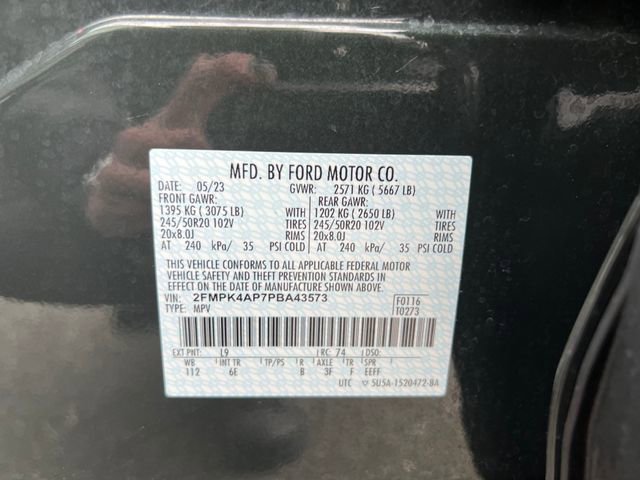 MFD. BY FORD MOTOR CO.
DATE: 05/23 GVWR: 2571 KG ( 5667 LB)
FRONT GAWR: REAR GAWR:
1395 KG ( 3075 LB) WITH 1202 KG ( 2650 LB) WITH
245/50R20 102V TIRES 245/50R20 102V TIRES
20x8.0J RIMS 20x8.0J RIMS
AT 240 kPa/ 35 PSI COLD AT 240 kPa/ 35 PSI COLD
THIS VEHICLE CONFORMS TO ALL APPLICABLE FEDERAL MOTOR
VEHICLE SAFETY AND THEFT PREVENTION STANDARDS IN
EFFECT ON THE DATE OF MANUFACTURE SHOWN ABOVE.
VIN: 2FMPK4AP7PBA43573 F0116
TYPE: MPV T0273
EXT PNT: L9 RC: 74 DSO:
WB INT TR TP/PS R AXLE TR SPR
112 6E B 3F F EEFF
UTC 5U5A-1520472-BA